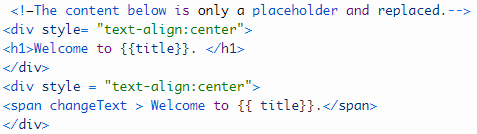 <!—The content below is only a placeholder and replaced.-->
<div style= "text-align:center">
<h1>Welcome to {{title}}. </h1>
</div>
<div style = "text-align:center">
<span changeText > Welcome to {{ title}}.</span>
</div>